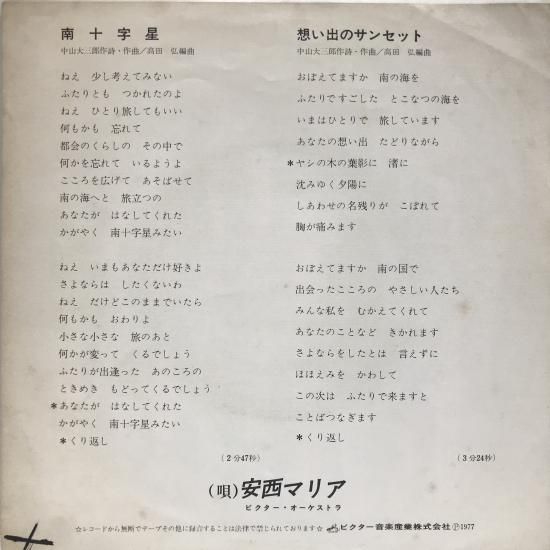 南十字星
中山大三郎作詩・作曲／高田　弘編曲
ねえ　少し考えてみない
ふたりとも　つかれたのよ
ねえ　ひとり旅してもいい
何もかも　忘れて
都会のくらしの　その中で
何かを忘れて　いるようよ
こころを広げて　あそばせて
南の海へと　旅立つの
あなたが　はなしてくれた
かがやく　南十字星みたい
ねえ　いまもあなただけ好きよ
さよならは　したくないわ
ねえ　だけどこのままでいたら
何もかも　おわりよ
小さな小さな　旅のあと
何かが変って　くるでしょう
ふたりが出逢った　あのころの
ときめき　もどってくるでしょう
＊あなたが　はなしてくれた
かがやく　南十字星みたい
＊くり返し
（2分47秒）
想い出のサンセット
中山大三郎作詩・作曲／高田　弘編曲
おぼえてますか　南の海を
ふたりですごした　とこなつの海を
いまはひとりで　旅しています
あなたの想い出　たどりながら
＊ヤシの木の葉影に　渚に
沈みゆく夕陽に
しあわせの名残りが　こぼれて
胸が痛みます
おぼえてますか　南の国で
出会ったこころの　やさしい人たち
みんな私を　むかえてくれて
あなたのことなど　きかれます
さよならをしたとは　言えずに
ほほえみを　かわして
この次は　ふたりで来ますと
ことばつなぎます
＊くり返し
（3分24秒）
（唄）安西マリア
ビクター・オーケストラ
☆レコードから無断でテープその他に録音することは法律で禁じられております☆　ビクター音楽産業株式会社Ⓟ1977